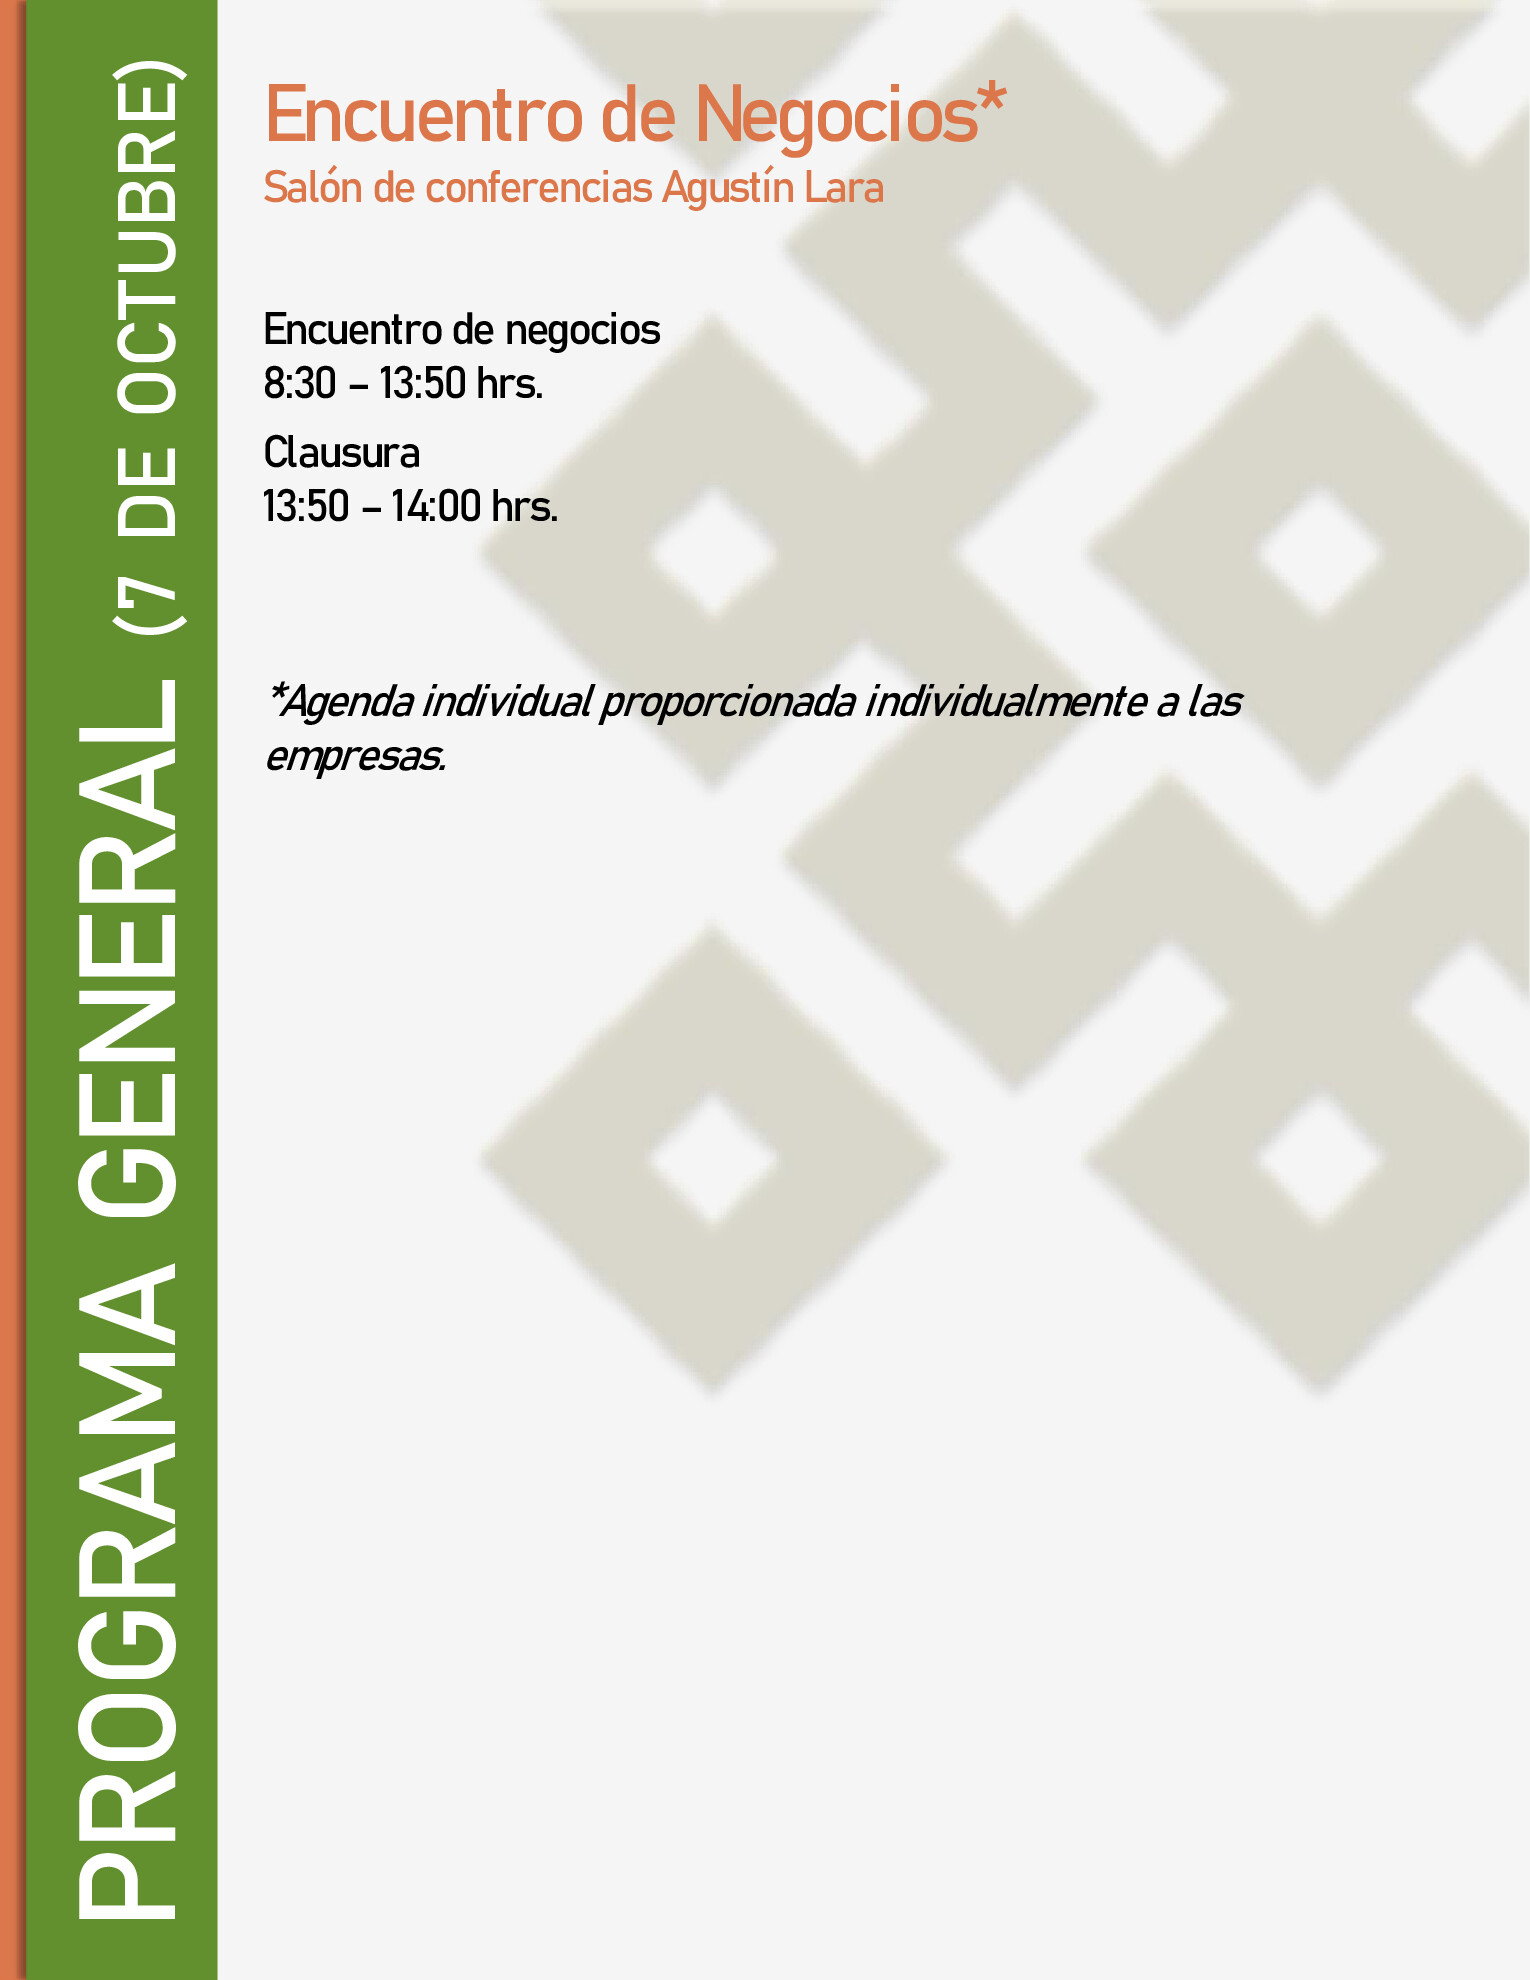 PROGRAMA GENERAL (7 DE OCTUBRE)
Encuentro de Negocios*
Salón de conferencias Agustín Lara
Encuentro de negocios
8:30 – 13:50 hrs.
Clausura
13:50 – 14:00 hrs.
*Agenda individual proporcionada individualmente a las
empresas.